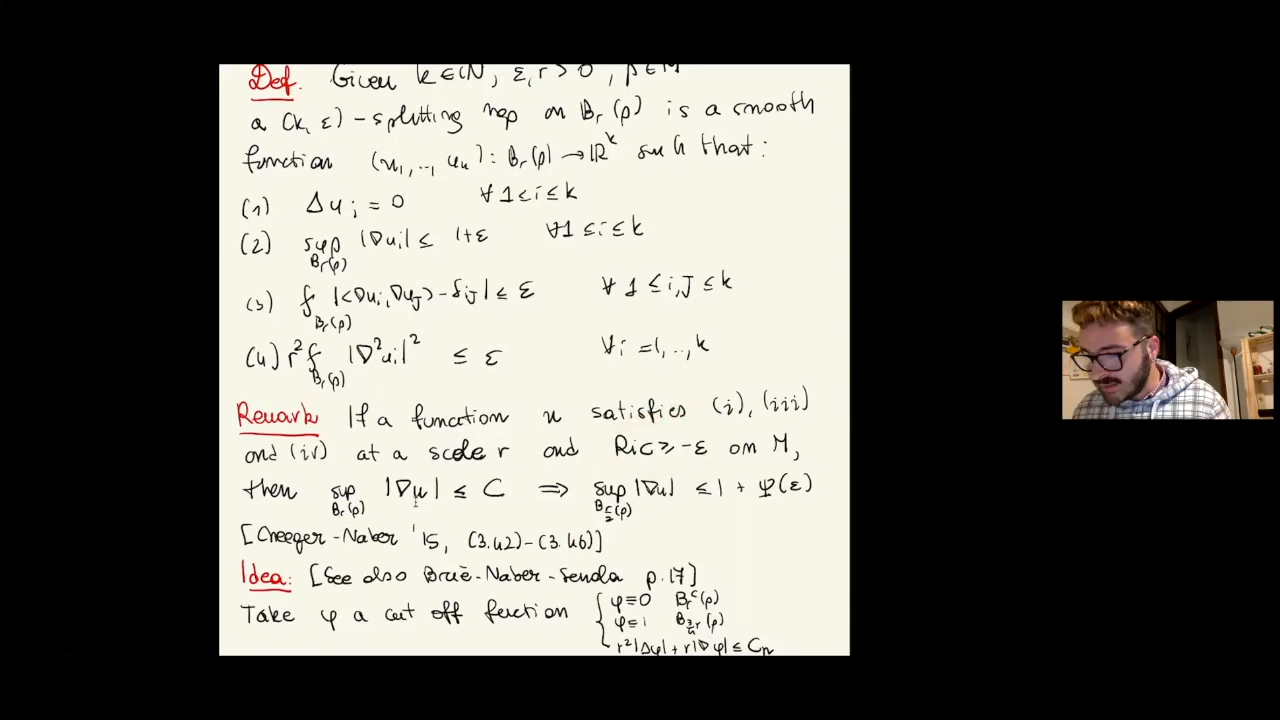 Def. Given k ∈ ℕ, ε, r > 0, p ∈ M
a (k, ε) - splitting map on B_r(p) is a smooth
function (u_1, .., u_k) : B_r(p) → ℝ^k such that :
(1) Δu_i = 0 ∀ 1 ≤ i ≤ k
(2) sup_{B_r(p)} |∇u_i| ≤ 1+ε ∀ 1 ≤ i ≤ k
(3) ⨍_{B_r(p)} |<∇u_i, ∇u_J> - δ_{iJ}| ≤ ε ∀ 1 ≤ i,J ≤ k
(4) r² ⨍_{B_r(p)} |∇²u_i|² ≤ ε ∀i = 1, .., k
Remark If a function u satisfies (i), (iii)
and (iv) at a scale r and Ric ≥ -ε on M,
then sup_{B_r(p)} |∇u| ≤ C ⟹ sup_{B_{r/2}(p)} |∇u| ≤ 1 + Ψ(ε)
[Cheeger-Naber '15, (3.42)-(3.46)]
Idea: [See also Bruè-Naber-Semola p.17]
Take φ a cut off function { φ ≡ 0 B_r^c(p)
φ ≡ 1 B_{3/4 r}(p)
r²|Δφ| + r|∇φ| ≤ C_n